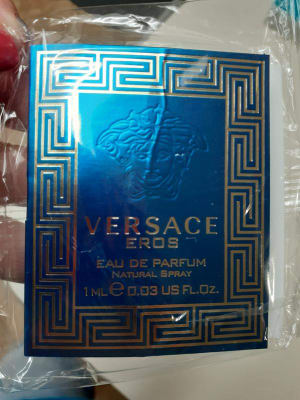 VERSACE
EROS
EAU DE PARFUM
NATURAL SPRAY
1 ML ℮ 0.03 US FL.OZ.